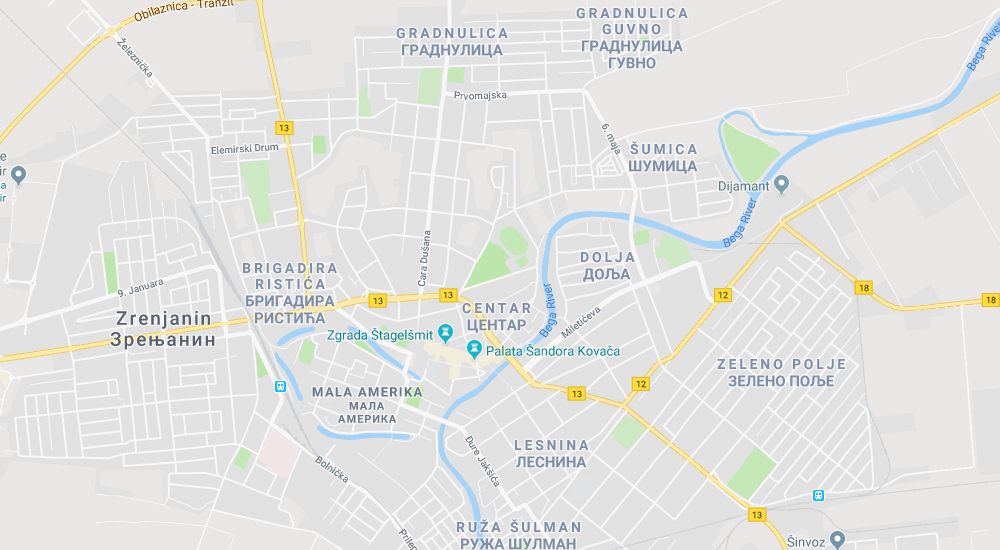 Obilaznica - Tranzit
Železnička
GRADNULICA
ГРАДНУЛИЦА
GRADNULICA
GUVNO
ГРАДНУЛИЦА
ГУВНО
Bega River
Prvomajska
13
6. maja
Elemirski Drum
ŠUMICA
ШУМИЦА
Dijamant
Bega River
Cara Dušana
DOLJA
ДОЉА
BRIGADIRA
RISTIĆA
БРИГАДИРА
РИСТИЋА
9. Januara
13
13
12
18
18
Zrenjanin
Зрењанин
CENTAR
ЦЕНТАР
Bega River
Miletićeva
Zgrada Štagelšmit
Palata Šandora Kovača
ZELENO POLJE
ЗЕЛЕНО ПОЉЕ
MALA AMERIKA
МАЛА
АМЕРИКА
13
12
LESNINA
ЛЕСНИНА
Đure Jakšića
Bolnička
13
RUŽA ŠULMAN
РУЖА ШУЛМАН
Šinvoz